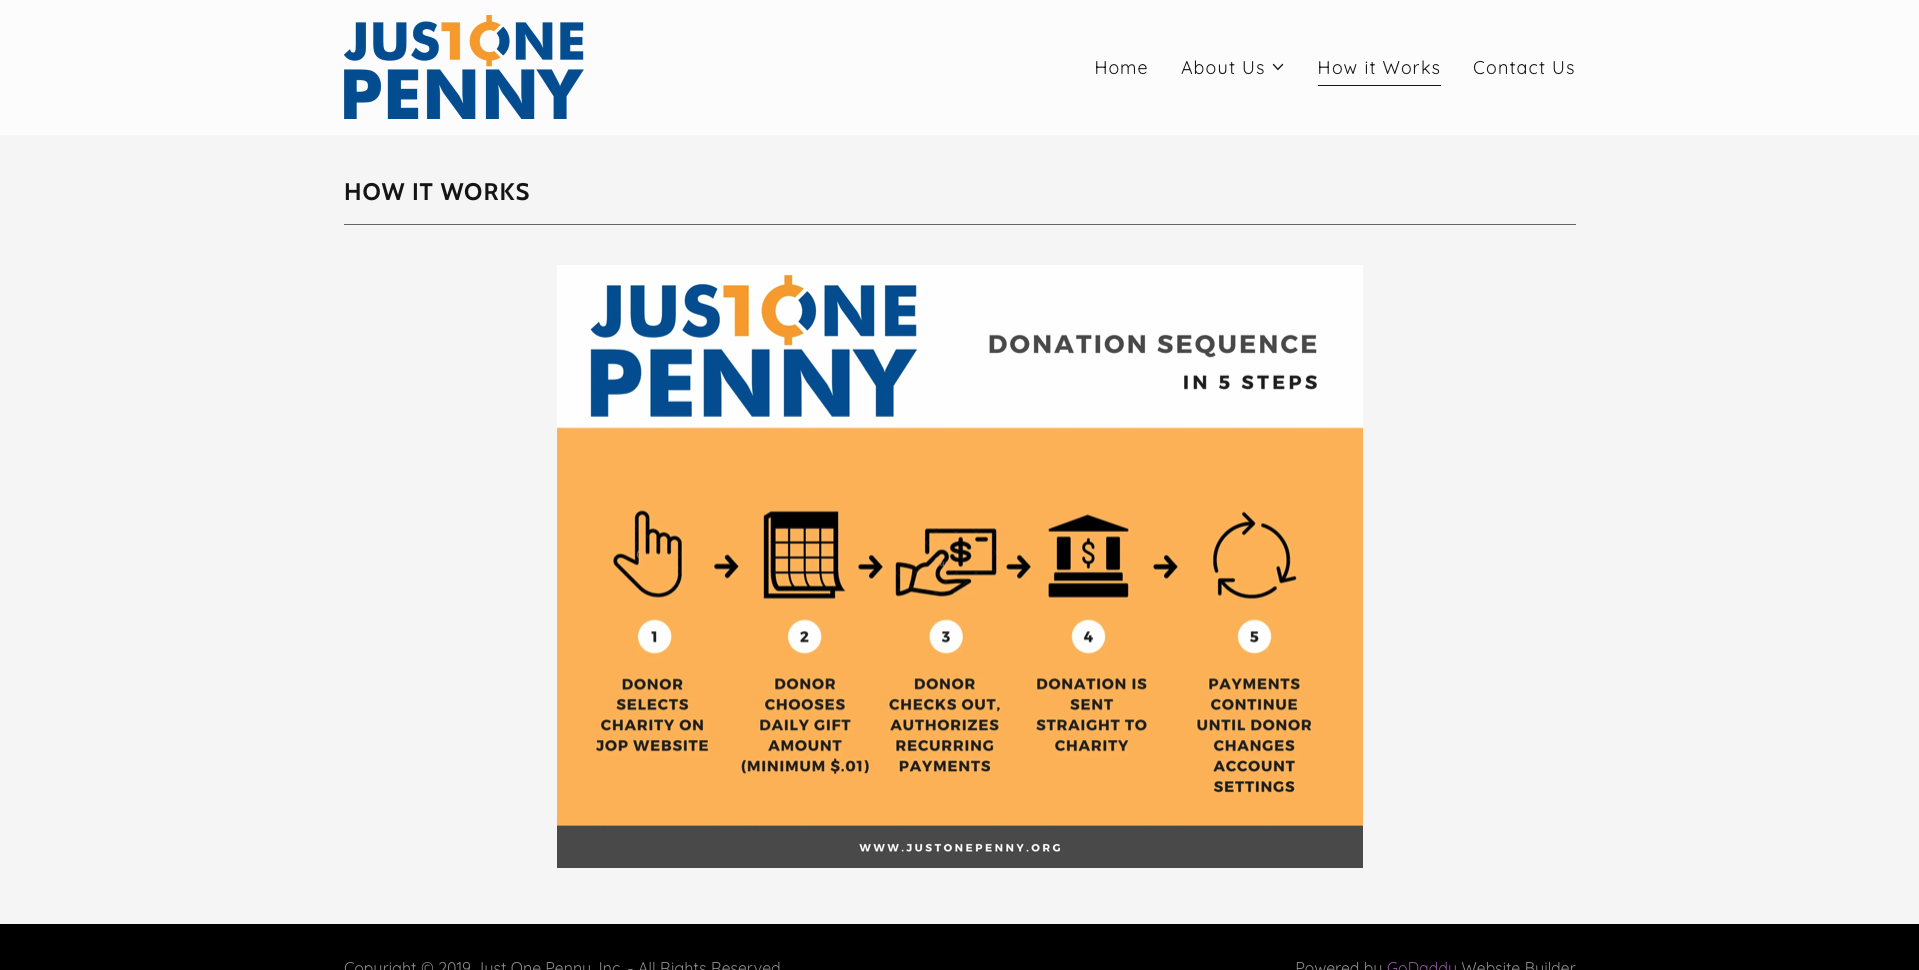 JUST ONE
PENNY
Home
About Us
How it Works
Contact Us
HOW IT WORKS
JUST ONE
PENNY
DONATION SEQUENCE
IN 5 STEPS
$
$
1
DONOR
SELECTS
CHARITY ON
JOP WEBSITE
2
DONOR
CHOOSES
DAILY GIFT
AMOUNT
(MINIMUM $.01)
3
DONOR
CHECKS OUT,
AUTHORIZES
RECURRING
PAYMENTS
4
DONATION IS
SENT
STRAIGHT TO
CHARITY
5
PAYMENTS
CONTINUE
UNTIL DONOR
CHANGES
ACCOUNT
SETTINGS
WWW.JUSTONEPENNY.ORG
Copyright © 2019 Just One Penny, Inc. - All Rights Reserved.
Powered by GoDaddy Website Builder